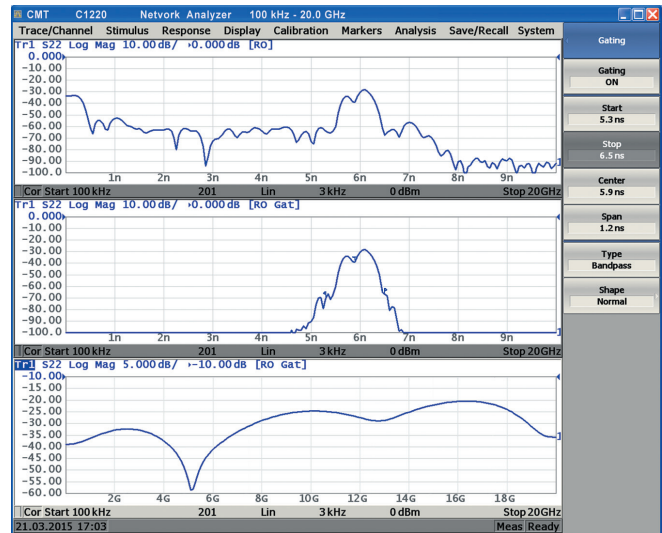 CMT C1220 Network Analyzer 100 kHz - 20.0 GHz
Trace/Channel Stimulus Response Display Calibration Markers Analysis Save/Recall System
Tr1 S22 Log Mag 10.00dB/ 0.000dB [RO]
0.000
-10.00
-20.00
-30.00
-40.00
-50.00
-60.00
-70.00
-80.00
-90.00
-100.0
1n 2n 3n 4n 5n 6n 7n 8n 9n
1
Cor Start 100 kHz 201 Lin 3 kHz 0 dBm Stop 20GHz
Tr1 S22 Log Mag 10.00dB/ 0.000dB [RO Gat]
0.000
-10.00
-20.00
-30.00
-40.00
-50.00
-60.00
-70.00
-80.00
-90.00
-100.0
1n 2n 3n 4n 5n 6n 7n 8n 9n
1
Cor Start 100 kHz 201 Lin 3 kHz 0 dBm Stop 20GHz
Tr1 S22 Log Mag 5.000dB/ -10.00dB [RO Gat]
-10.00
-15.00
-20.00
-25.00
-30.00
-35.00
-40.00
-45.00
-50.00
-55.00
-60.00
1
2G 4G 6G 8G 10G 12G 14G 16G 18G
Cor Start 100 kHz 201 Lin 3 kHz 0 dBm Stop 20GHz
21.03.2015 17:03 Meas Ready
Gating
Gating
ON
Start
5.3 ns
Stop
6.5 ns
Center
5.9 ns
Span
1.2 ns
Type
Bandpass
Shape
Normal